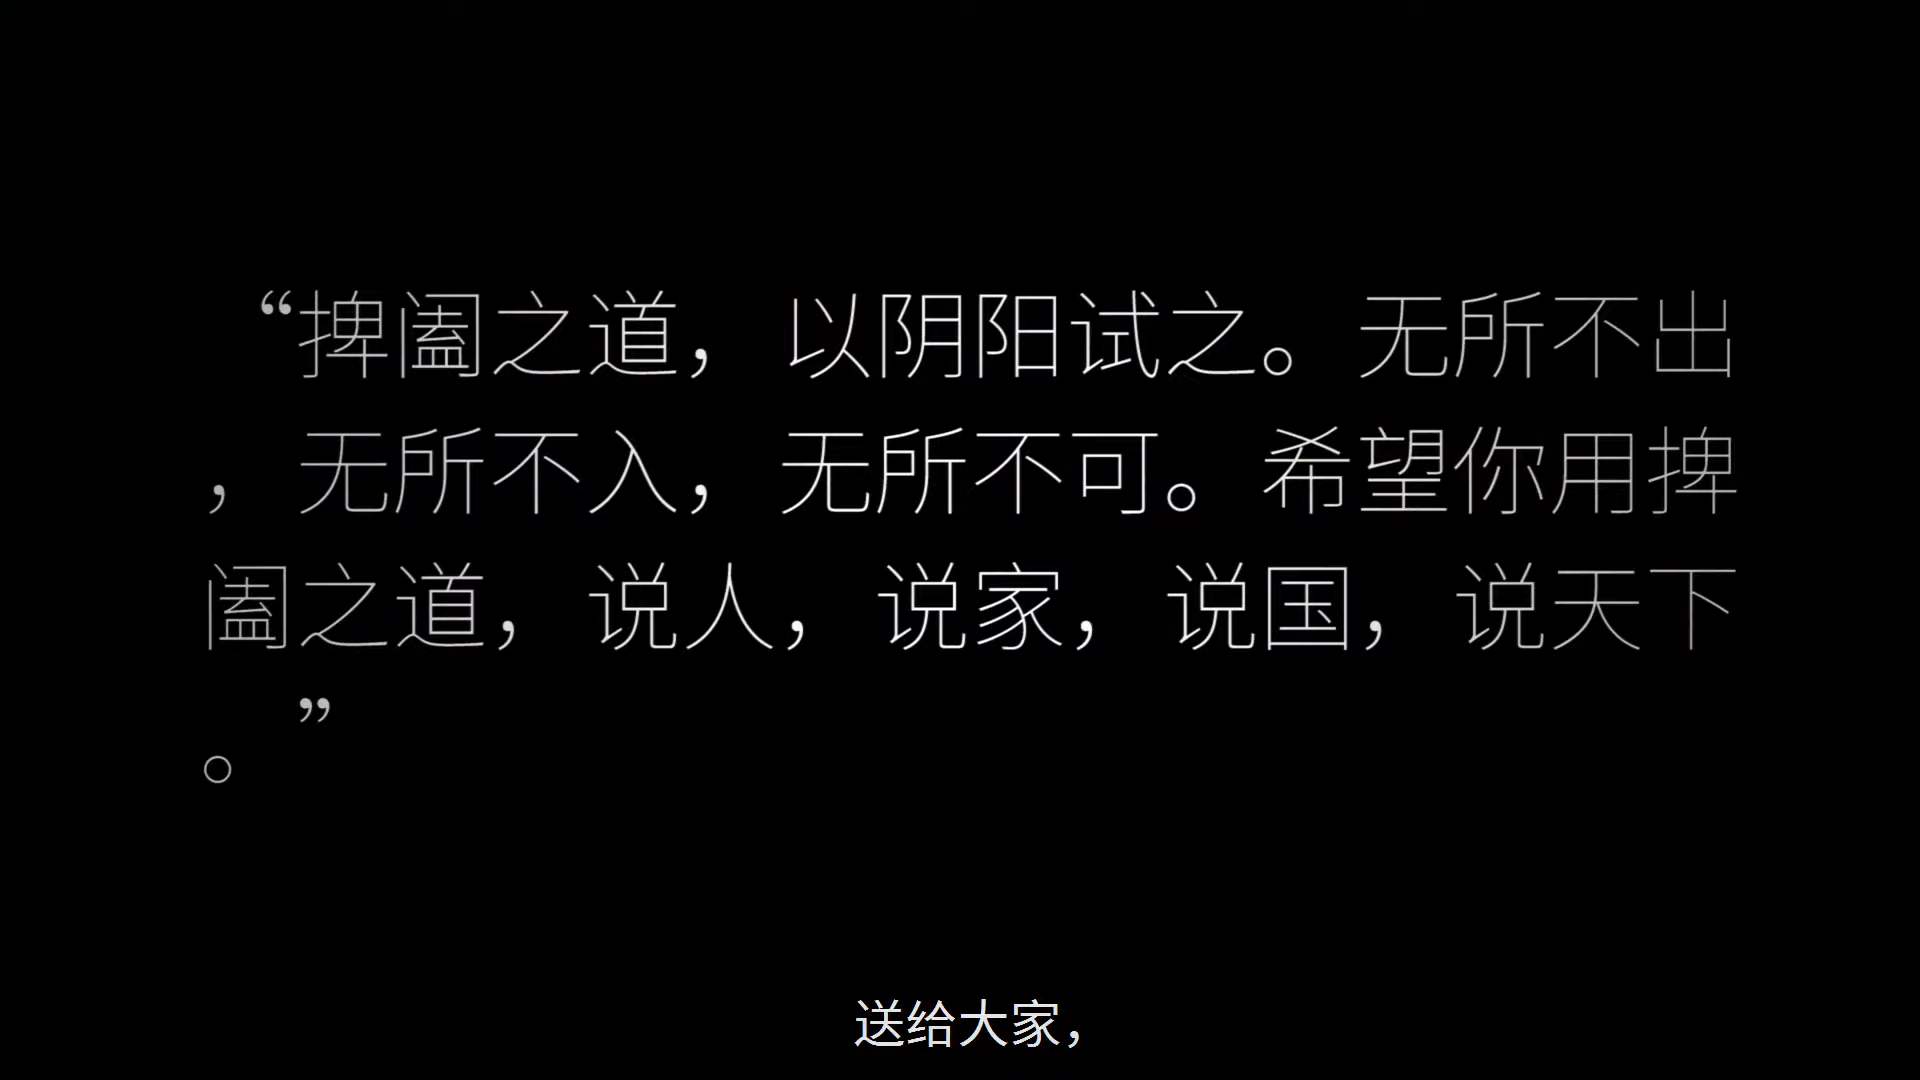 “捭阖之道，以阴阳试之。无所不出
，无所不入，无所不可。希望你用捭
阖之道，说人，说家，说国，说天下
。”
送给大家，